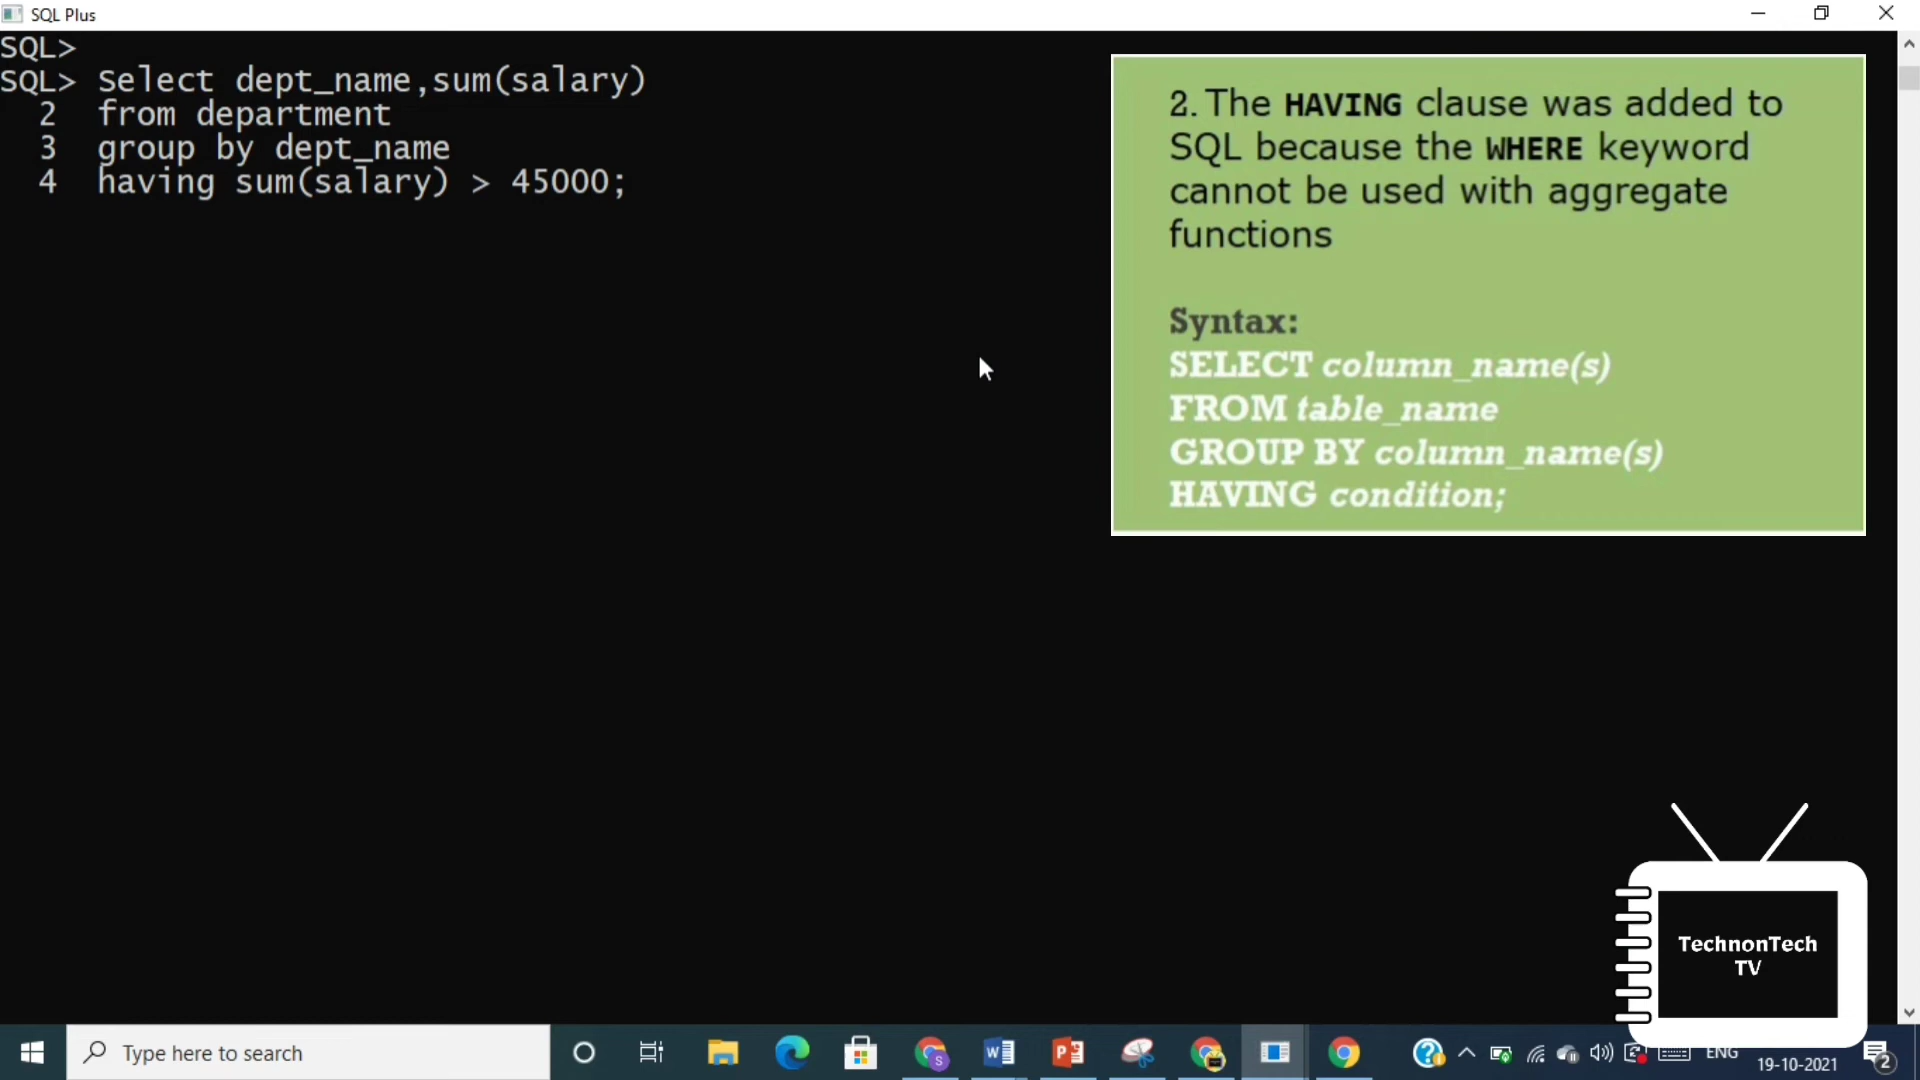 SQL Plus
SQL>
SQL> Select dept_name,sum(salary)
2 from department
3 group by dept_name
4 having sum(salary) > 45000;
2. The HAVING clause was added to
SQL because the WHERE keyword
cannot be used with aggregate
functions
Syntax:
SELECT column_name(s)
FROM table_name
GROUP BY column_name(s)
HAVING condition;
TechnonTech
TV
Type here to search
S
ENG
19-10-2021
2